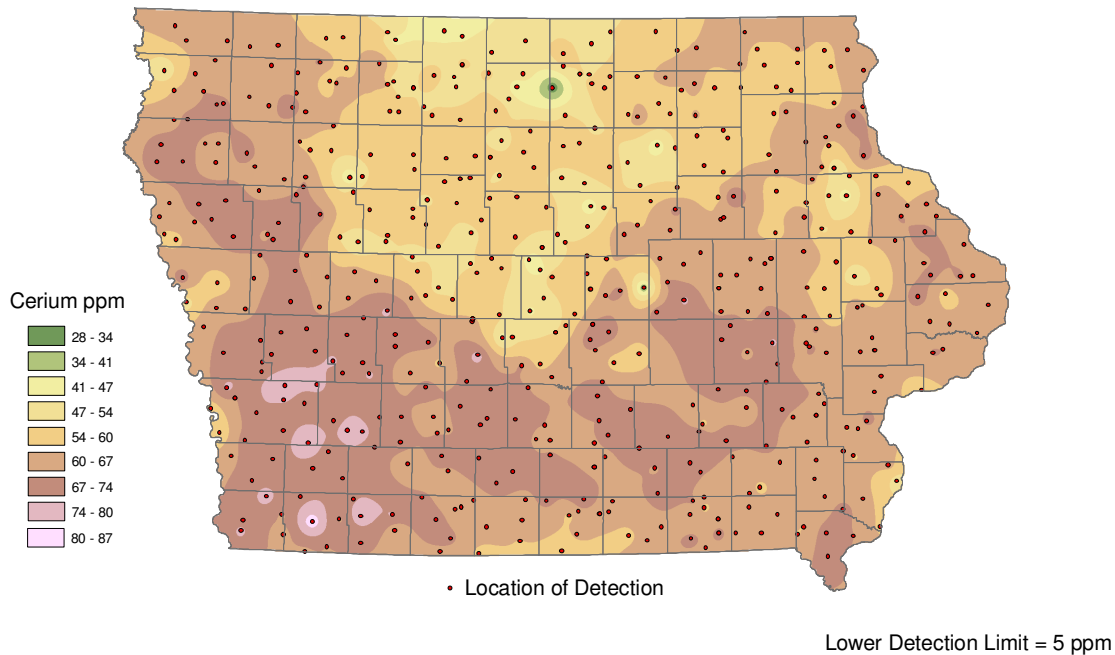 Cerium ppm
28 - 34
34 - 41
41 - 47
47 - 54
54 - 60
60 - 67
67 - 74
74 - 80
80 - 87
Location of Detection
Lower Detection Limit = 5 ppm